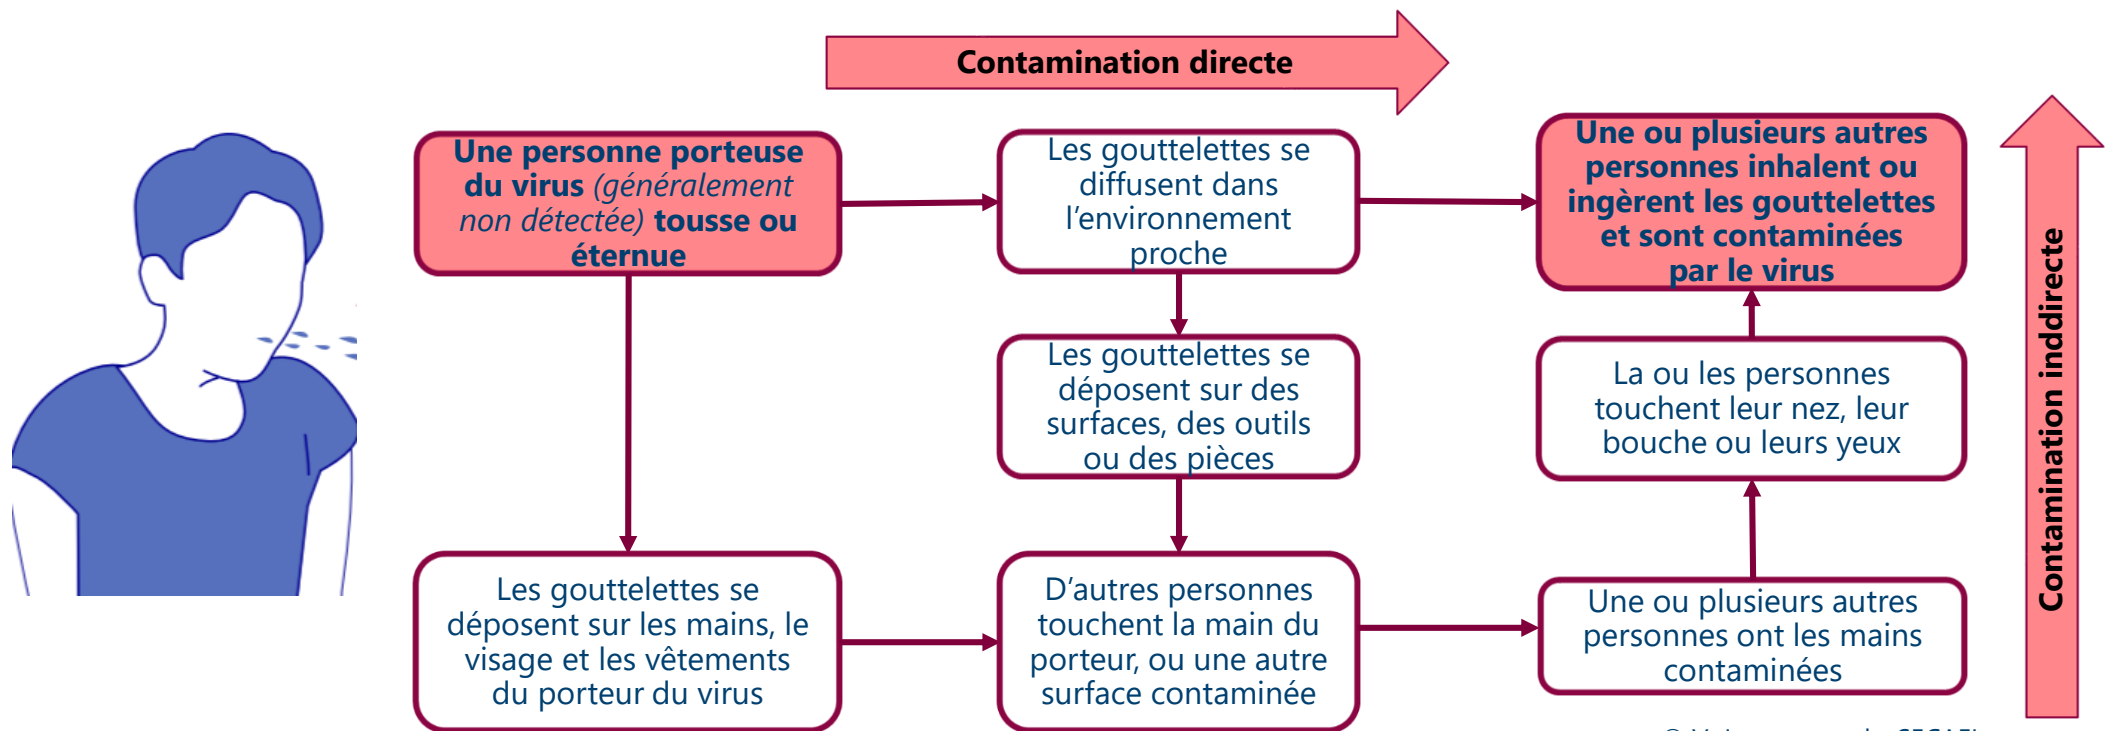 Contamination directe
Une personne porteuse
du virus (généralement
non détectée) tousse ou
éternue
Les gouttelettes se
diffusent dans
l’environnement
proche
Une ou plusieurs autres
personnes inhalent ou
ingèrent les gouttelettes
et sont contaminées
par le virus
Les gouttelettes se
déposent sur des
surfaces, des outils
ou des pièces
La ou les personnes
touchent leur nez, leur
bouche ou leurs yeux
Les gouttelettes se
déposent sur les mains, le
visage et les vêtements
du porteur du virus
D’autres personnes
touchent la main du
porteur, ou une autre
surface contaminée
Une ou plusieurs autres
personnes ont les mains
contaminées
Contamination inddirecte